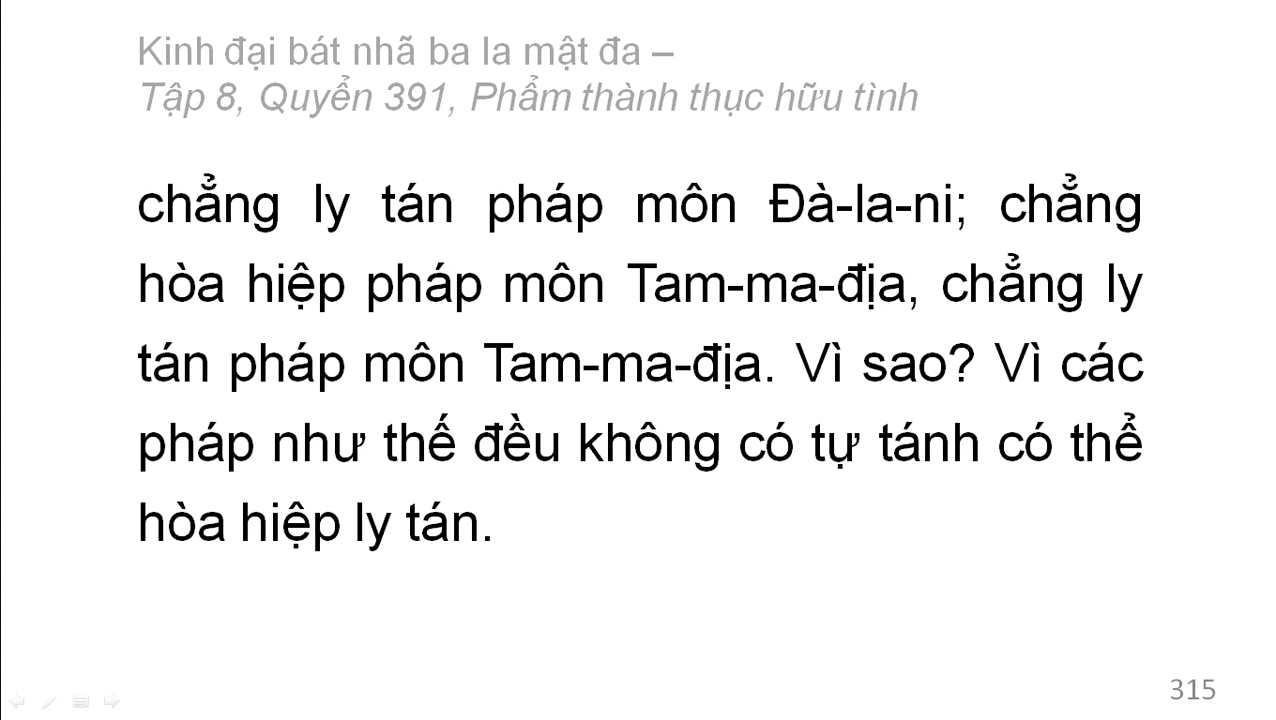 Kinh đại bát nhã ba la mật đa –
Tập 8, Quyển 391, Phẩm thành thục hữu tình
chẳng ly tán pháp môn Đà-la-ni; chẳng
hòa hiệp pháp môn Tam-ma-địa, chẳng ly
tán pháp môn Tam-ma-địa. Vì sao? Vì các
pháp như thế đều không có tự tánh có thể
hòa hiệp ly tán.
315